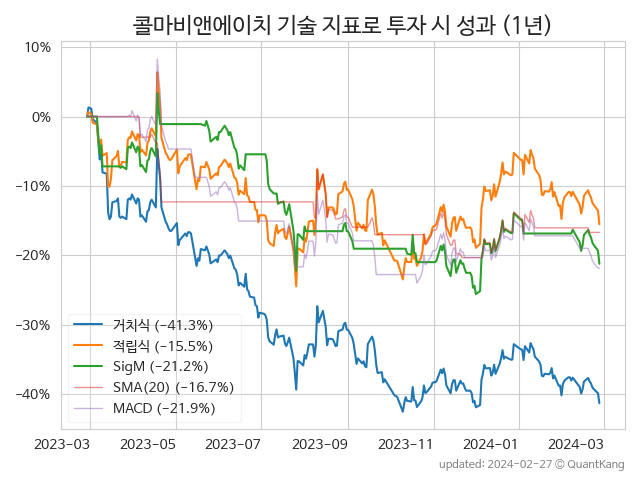 콜마비앤에이치 기술 지표로 투자 시 성과 (1년)
10%
0%
−10%
−20%
−30%
−40%
거치식 (−41.3%)
적립식 (−15.5%)
SigM (−21.2%)
SMA(20) (−16.7%)
MACD (−21.9%)
2023-03 2023-05 2023-07 2023-09 2023-11 2024-01 2024-03
updated: 2024-02-27 © QuantKang